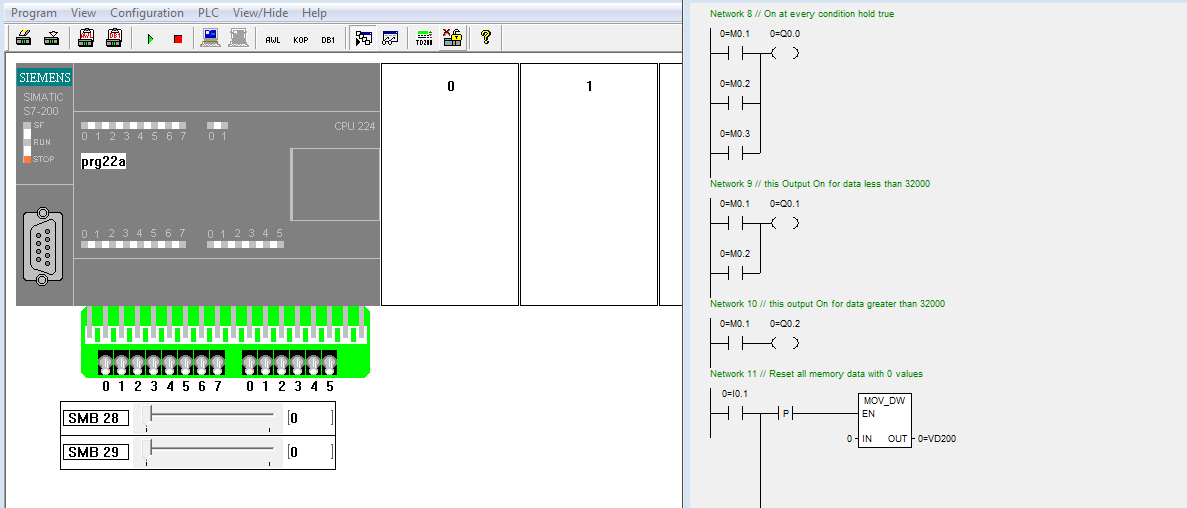 Program View Configuration PLC View/Hide Help
AWL KOP DB1 TD200 ?
SIEMENS
SIMATIC
S7-200
SF
RUN
STOP
0 1 2 3 4 5 6 7 0 1
CPU 224
prg22a
0 1 2 3 4 5 6 7 0 1 2 3 4 5
0 1 2 3 4 5 6 7 0 1 2 3 4 5
SMB 28 [0 ]
SMB 29 [0 ]
0 1
Network 8 // On at every condition hold true
0=M0.1 0=Q0.0
0=M0.2
0=M0.3
Network 9 // this Output On for data less than 32000
0=M0.1 0=Q0.1
0=M0.2
Network 10 // this output On for data greater than 32000
0=M0.1 0=Q0.2
Network 11 // Reset all memory data with 0 values
0=I0.1
P
MOV_DW
EN
0 IN OUT 0=VD200